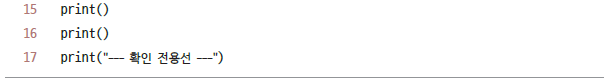 15 print()
16 print()
17 print("--- 확인 전용선 ---")